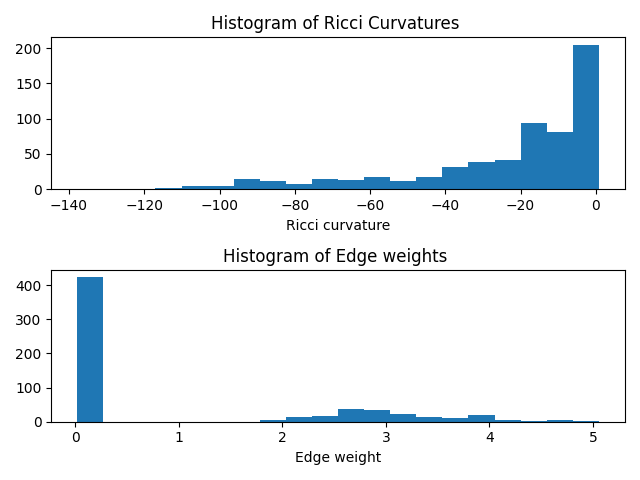 Histogram of Ricci Curvatures
200
150
100
50
0
−140 −120 −100 −80 −60 −40 −20 0
Ricci curvature
Histogram of Edge weights
400
300
200
100
0
0 1 2 3 4 5
Edge weight